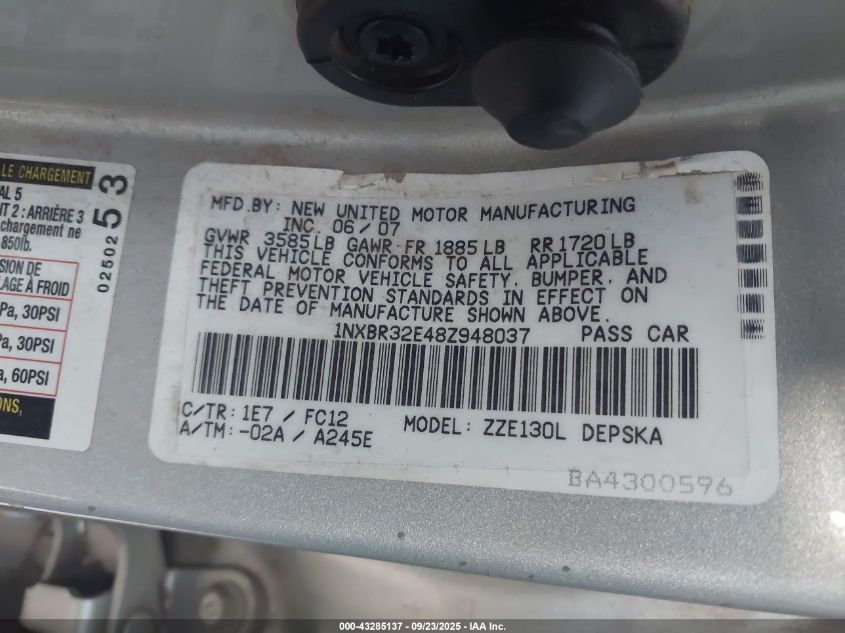 LE CHARGEMENT
AL 5
NT 2 : ARRIÈRE 3
chargement ne
850lb.
SION DE
LAGE À FROID
Pa, 30PSI
Pa, 30PSI
a, 60PSI
ONS,
02502
53
MFD.BY: NEW UNITED MOTOR MANUFACTURING
INC. 06/07
GVWR 3585LB GAWR FR 1885LB RR1720LB
THIS VEHICLE CONFORMS TO ALL APPLICABLE
FEDERAL MOTOR VEHICLE SAFETY, BUMPER, AND
THEFT PREVENTION STANDARDS IN EFFECT ON
THE DATE OF MANUFACTURE SHOWN ABOVE.
1NXBR32E48Z948037 PASS CAR
C/TR: 1E7 / FC12
A/TM: -02A / A245E
MODEL: ZZE130L DEPSKA
BA4300596
000-43285137 - 09/23/2025 - IAA Inc.